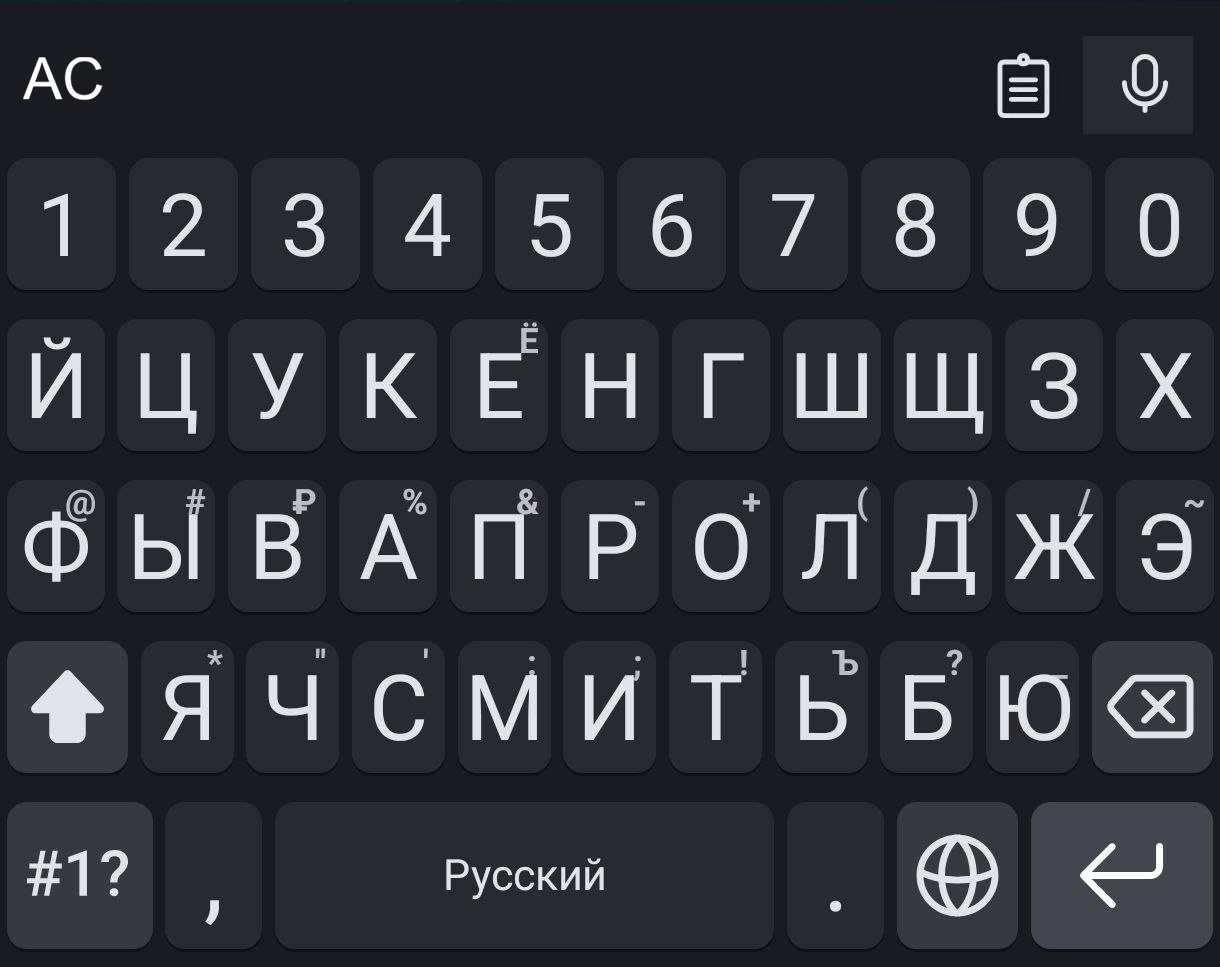 АС
1 2 3 4 5 6 7 8 9 0
Й Ц У К Е Ё Н Г Ш Щ З Х
Ф @ Ы # В ₽ А % П & Р - О + Л ( Д ) Ж / Э ~
Я * Ч " С ' М : И ; Т ! Ь Ъ Б ? Ю _
#1? , Русский .